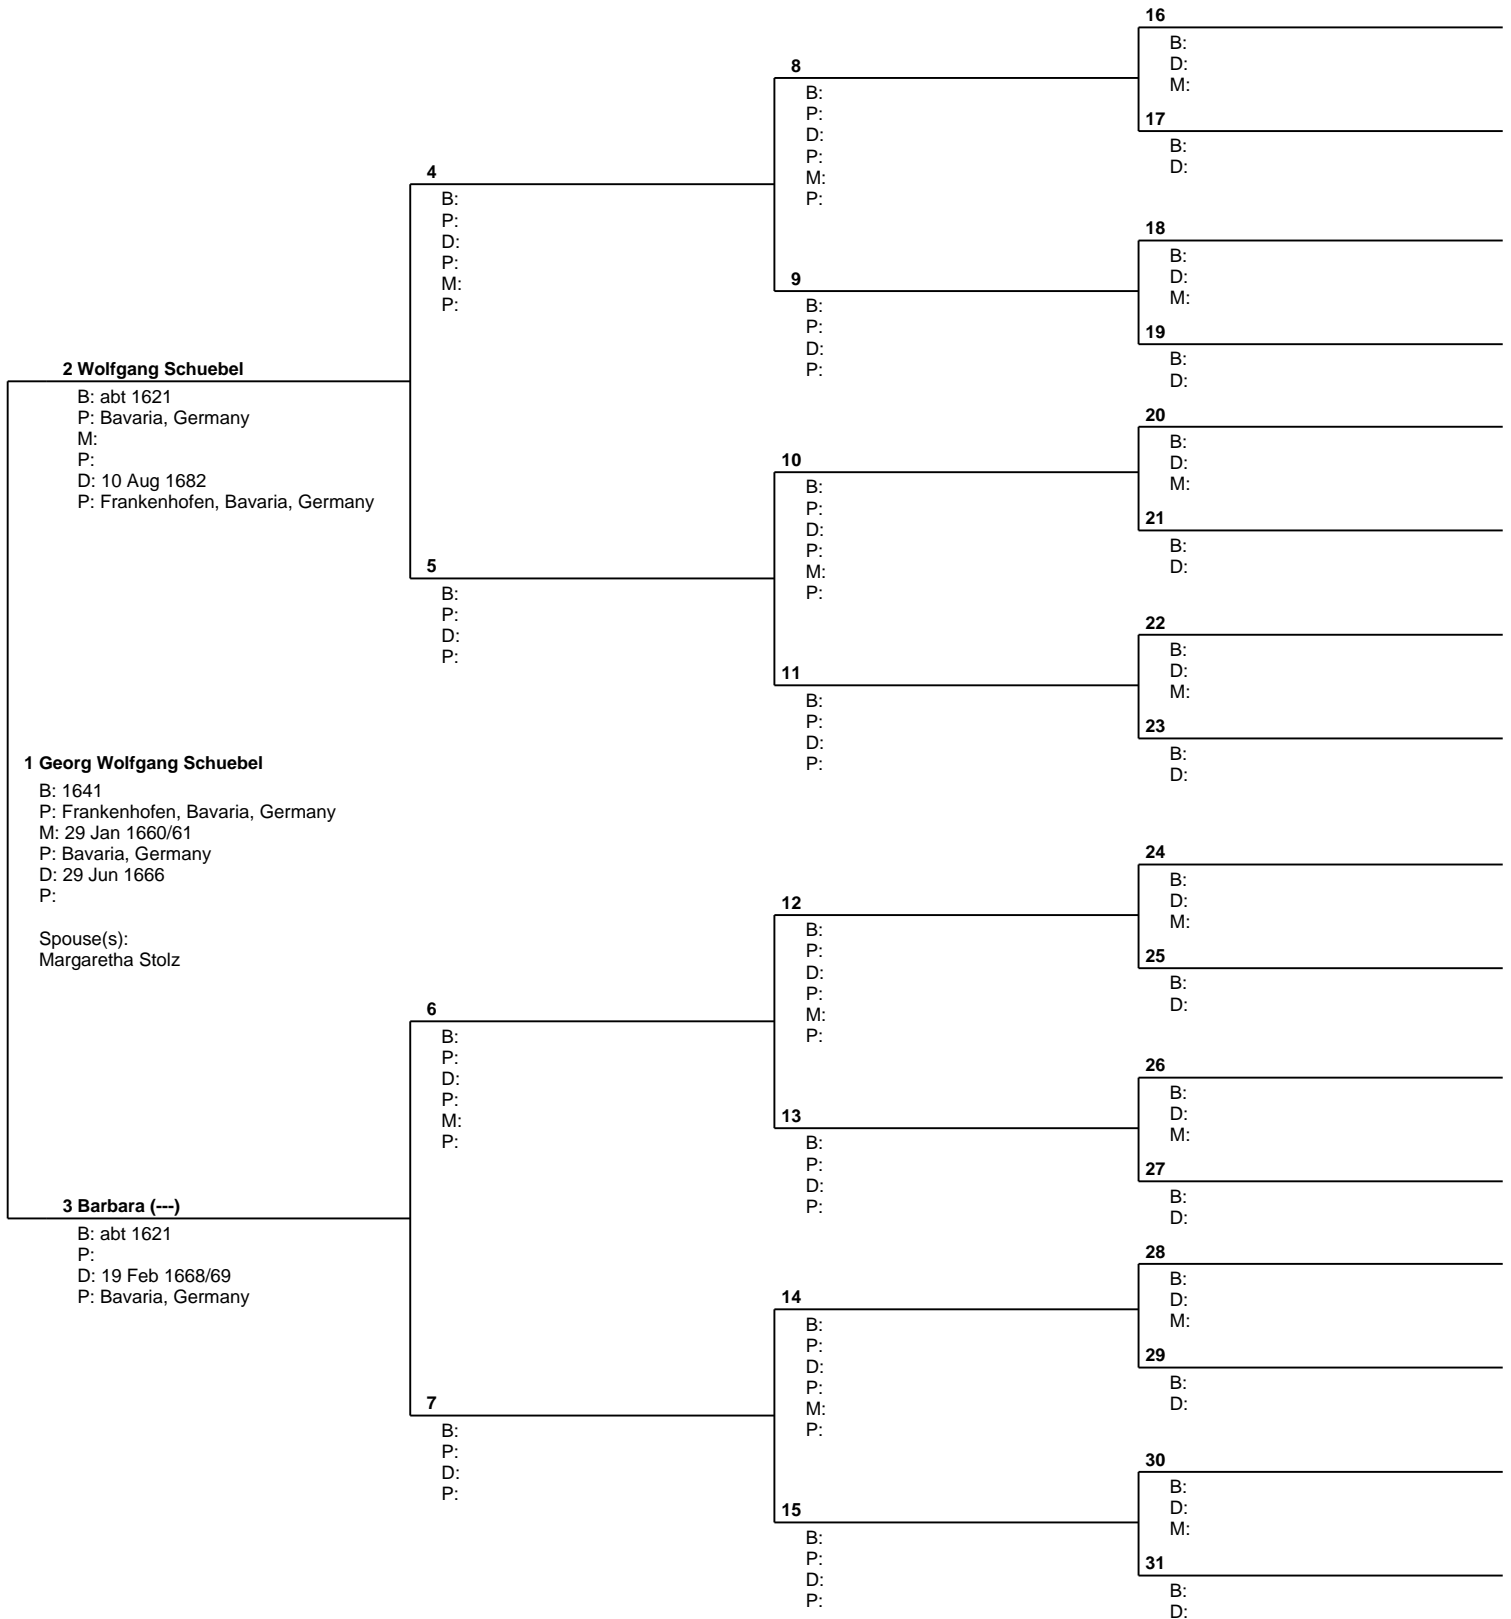 1 Georg Wolfgang Schuebel
B: 1641
P: Frankenhofen, Bavaria, Germany
M: 29 Jan 1660/61
P: Bavaria, Germany
D: 29 Jun 1666
P:
Spouse(s):
Margaretha Stolz
2 Wolfgang Schuebel
B: abt 1621
P: Bavaria, Germany
M:
P:
D: 10 Aug 1682
P: Frankenhofen, Bavaria, Germany
3 Barbara (---)
B: abt 1621
P:
D: 19 Feb 1668/69
P: Bavaria, Germany
4
B:
P:
D:
P:
M:
P:
5
B:
P:
D:
P:
6
B:
P:
D:
P:
M:
P:
7
B:
P:
D:
P:
8
B:
P:
D:
P:
M:
P:
9
B:
P:
D:
P:
10
B:
P:
D:
P:
M:
P:
11
B:
P:
D:
P:
12
B:
P:
D:
P:
M:
P:
13
B:
P:
D:
P:
14
B:
P:
D:
P:
M:
P:
15
B:
P:
D:
P:
16
B:
D:
M:
17
B:
D:
18
B:
D:
M:
19
B:
D:
20
B:
D:
M:
21
B:
D:
22
B:
D:
M:
23
B:
D:
24
B:
D:
M:
25
B:
D:
26
B:
D:
M:
27
B:
D:
28
B:
D:
M:
29
B:
D:
30
B:
D:
M:
31
B:
D: